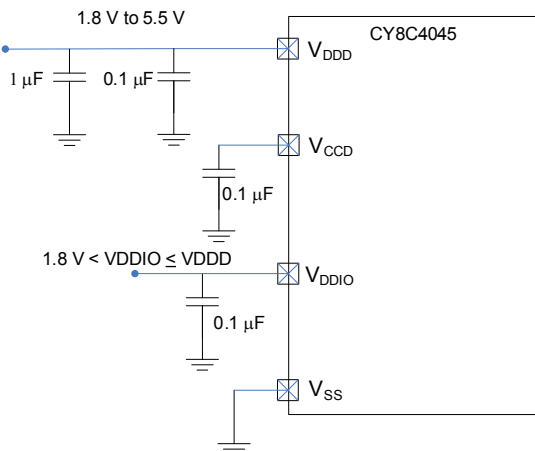 1.8 V to 5.5 V
CY8C4045
VDDD
1 μF
0.1 μF
VCCD
0.1 μF
1.8 V < VDDIO ≤ VDDD
VDDIO
0.1 μF
VSS